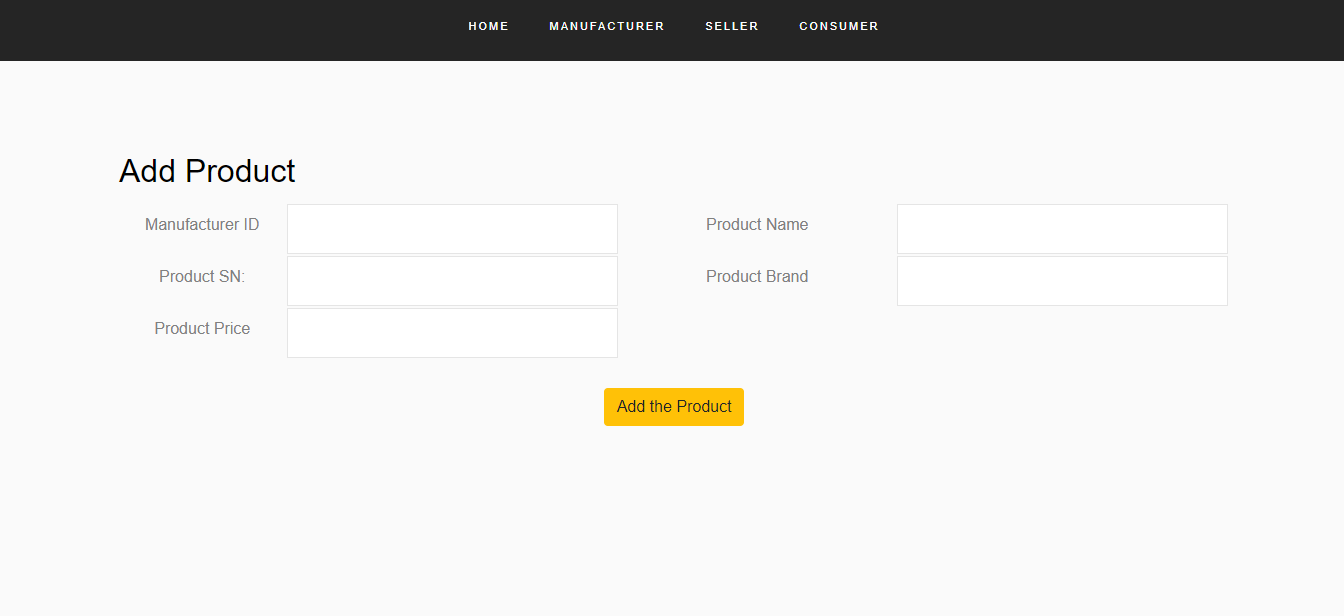 HOME MANUFACTURER SELLER CONSUMER
Add Product
Manufacturer ID Product Name
Product SN: Product Brand
Product Price
Add the Product